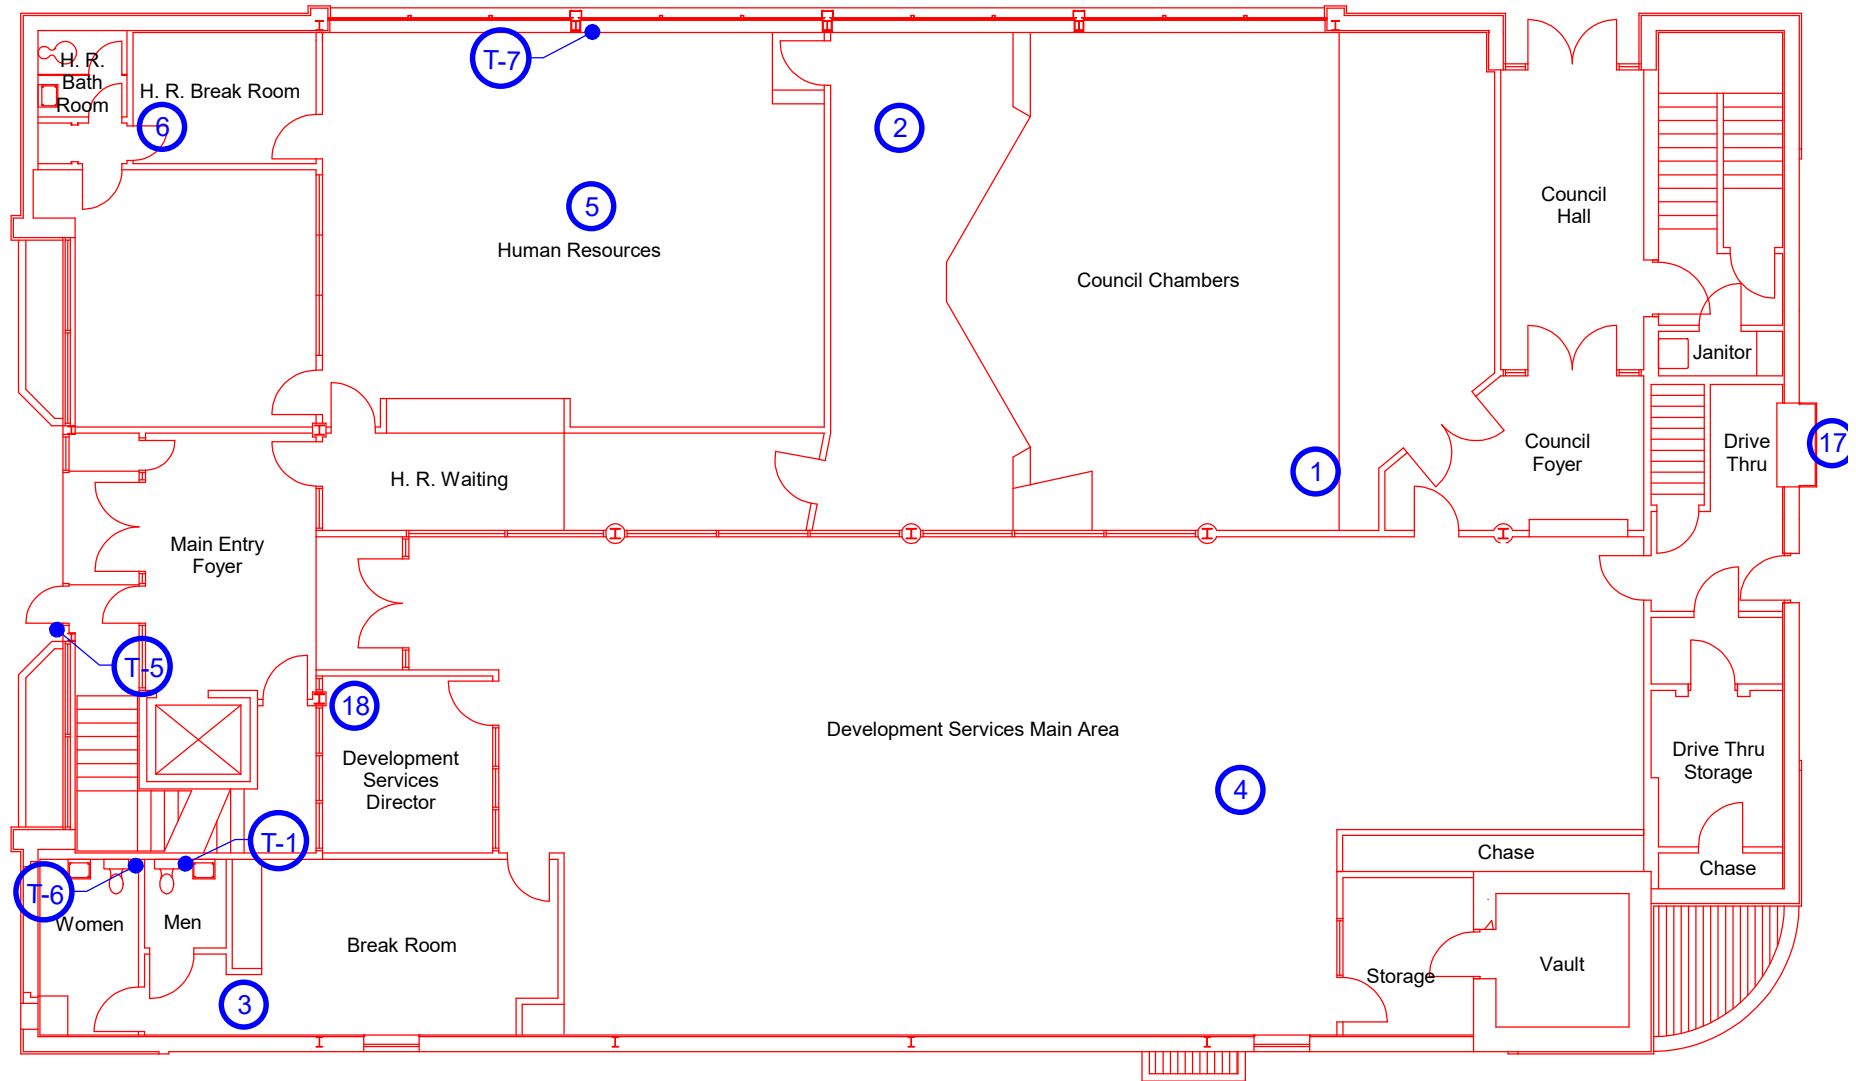 T-7
H. R.
Bath
Room
H. R. Break Room
6
2
5
Human Resources
Council
Hall
Council Chambers
Janitor
Council
Foyer
Drive
Thru
17
1
H. R. Waiting
Main Entry
Foyer
T-5
18
Development Services Main Area
Development
Services
Director
Drive Thru
Storage
4
T-1
Chase
Chase
T-6
Women
Men
Break Room
Storage
Vault
3